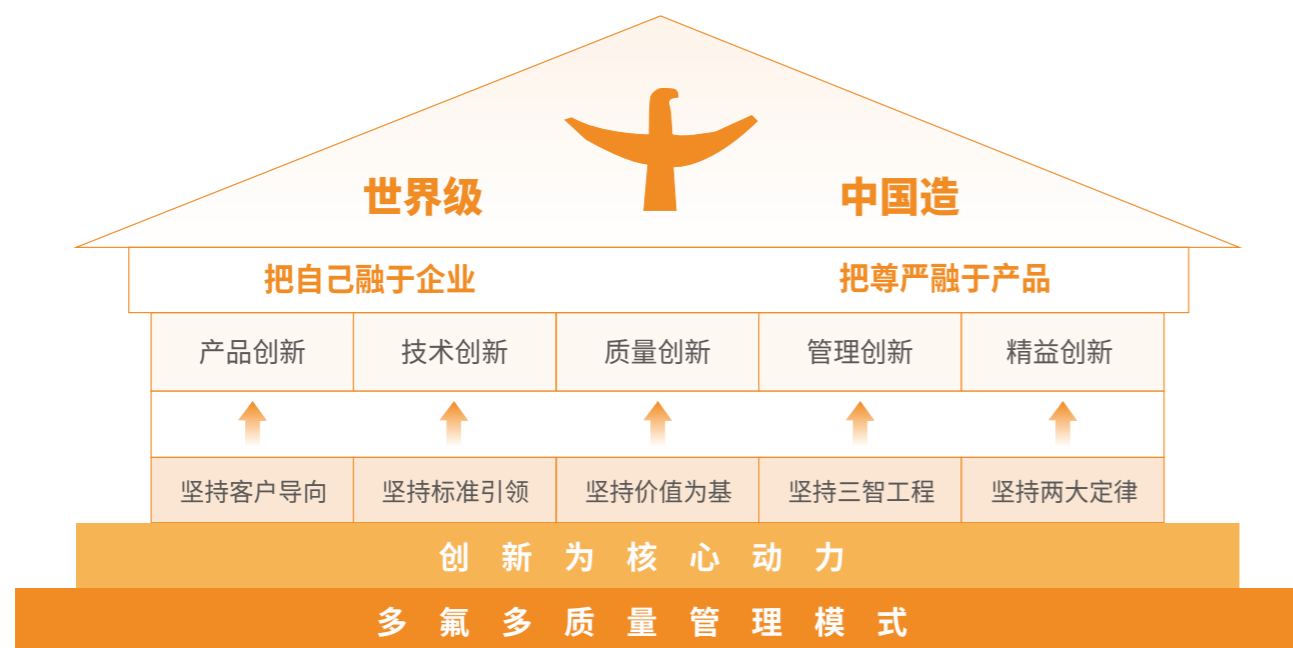 世界级 中国造
把自己融于企业 把尊严融于产品
产品创新 技术创新 质量创新 管理创新 精益创新
坚持客户导向 坚持标准引领 坚持价值为基 坚持三智工程 坚持两大定律
创新为核心动力
多氟多质量管理模式